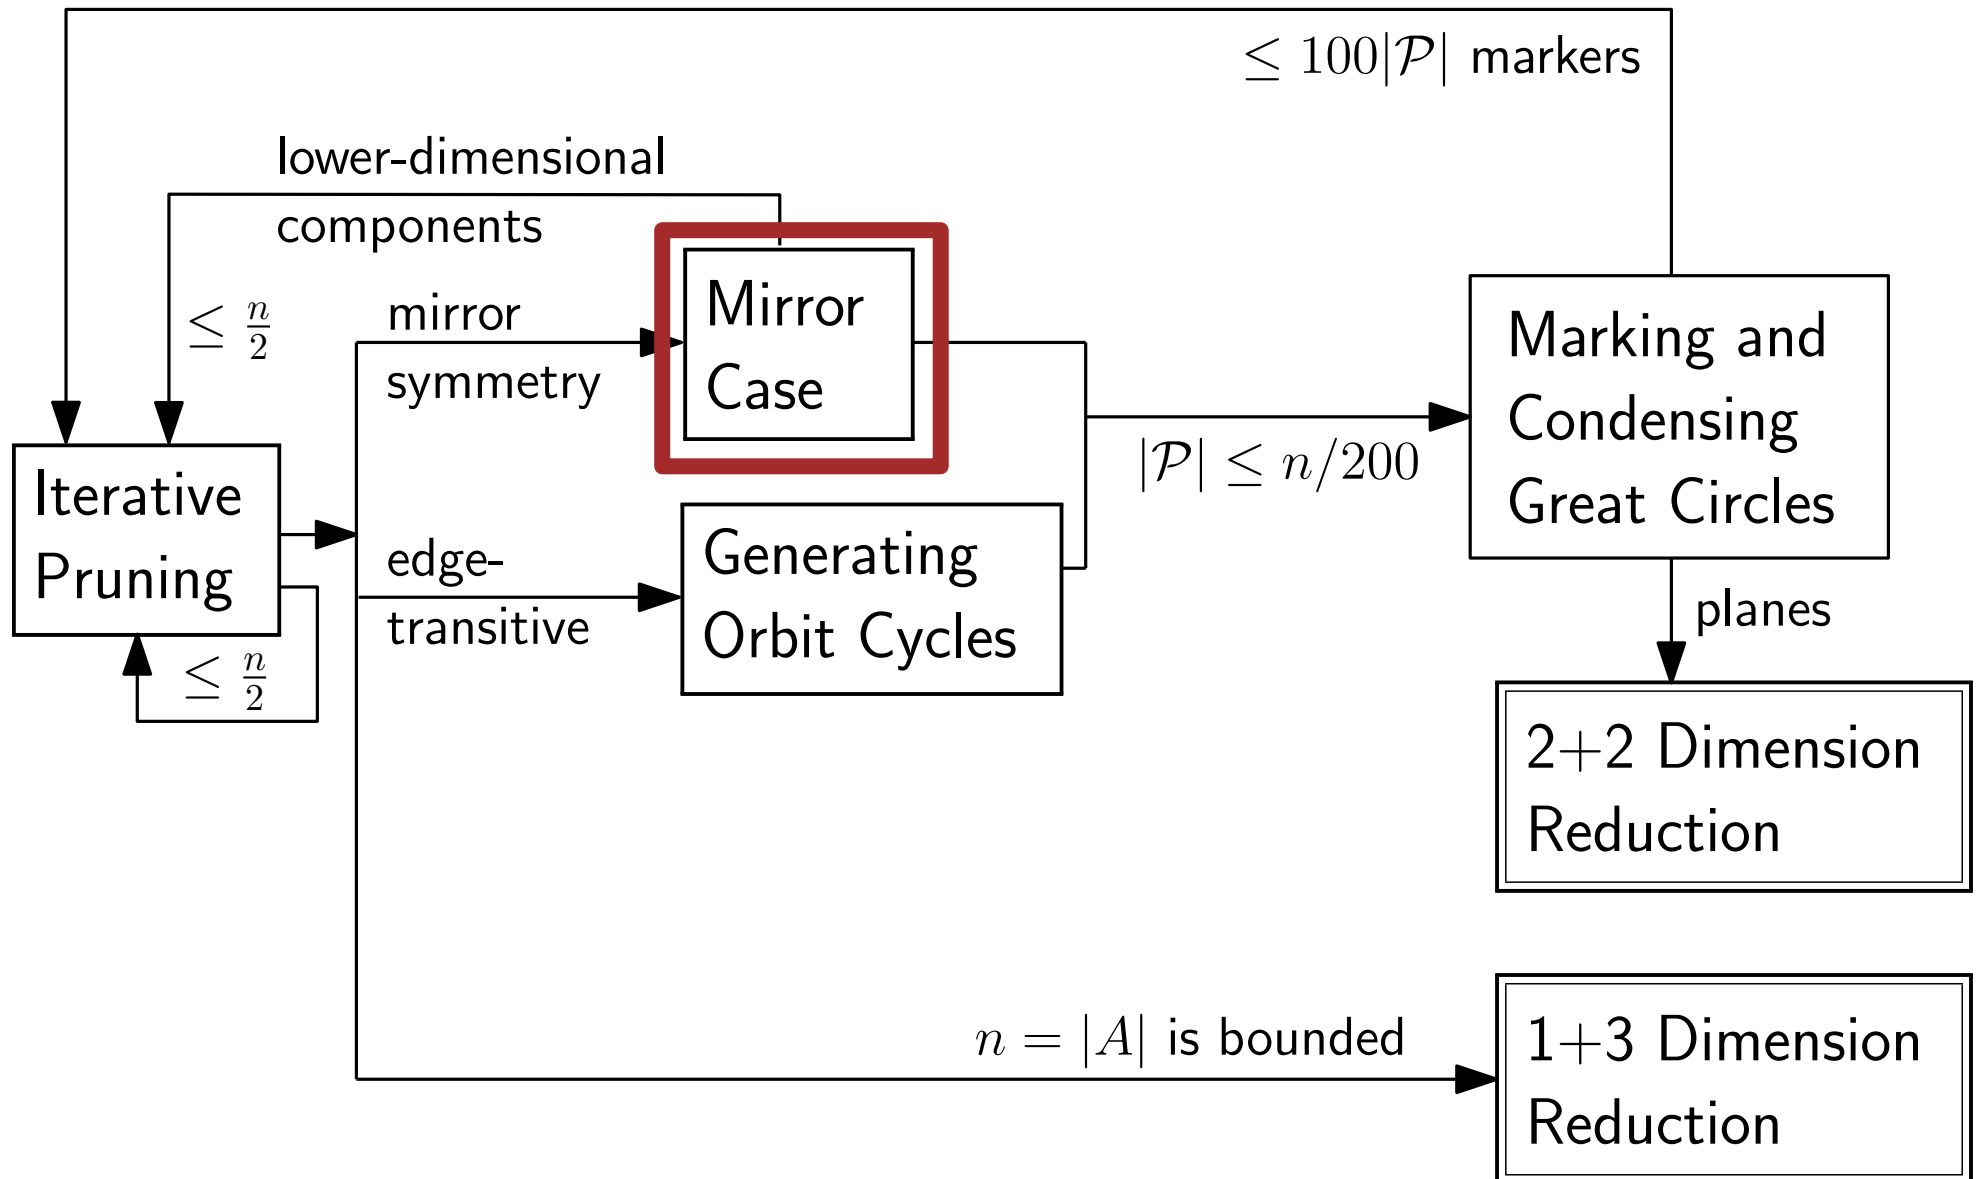 ≤ 100|𝒫| markers
lower-dimensional
components
≤ n/2
mirror
symmetry
Mirror
Case
Marking and
Condensing
Great Circles
|𝒫| ≤ n/200
Iterative
Pruning
≤ n/2
edge-
transitive
Generating
Orbit Cycles
planes
2+2 Dimension
Reduction
n = |A| is bounded
1+3 Dimension
Reduction